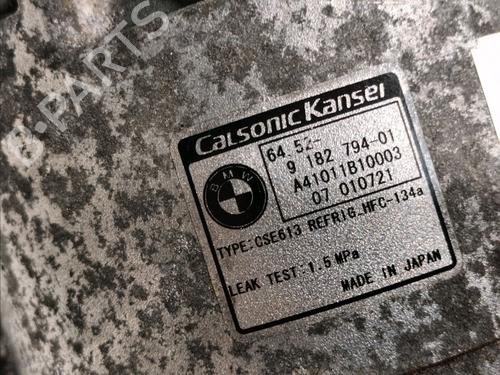 B-PARTS
Calsonic Kansei
64 52-
9 182 794-01
A41011B10003
07 010721
BMW
TYPE:CSE613 REFRIG.HFC-134a
LEAK TEST:1.5 MPa
MADE IN JAPAN